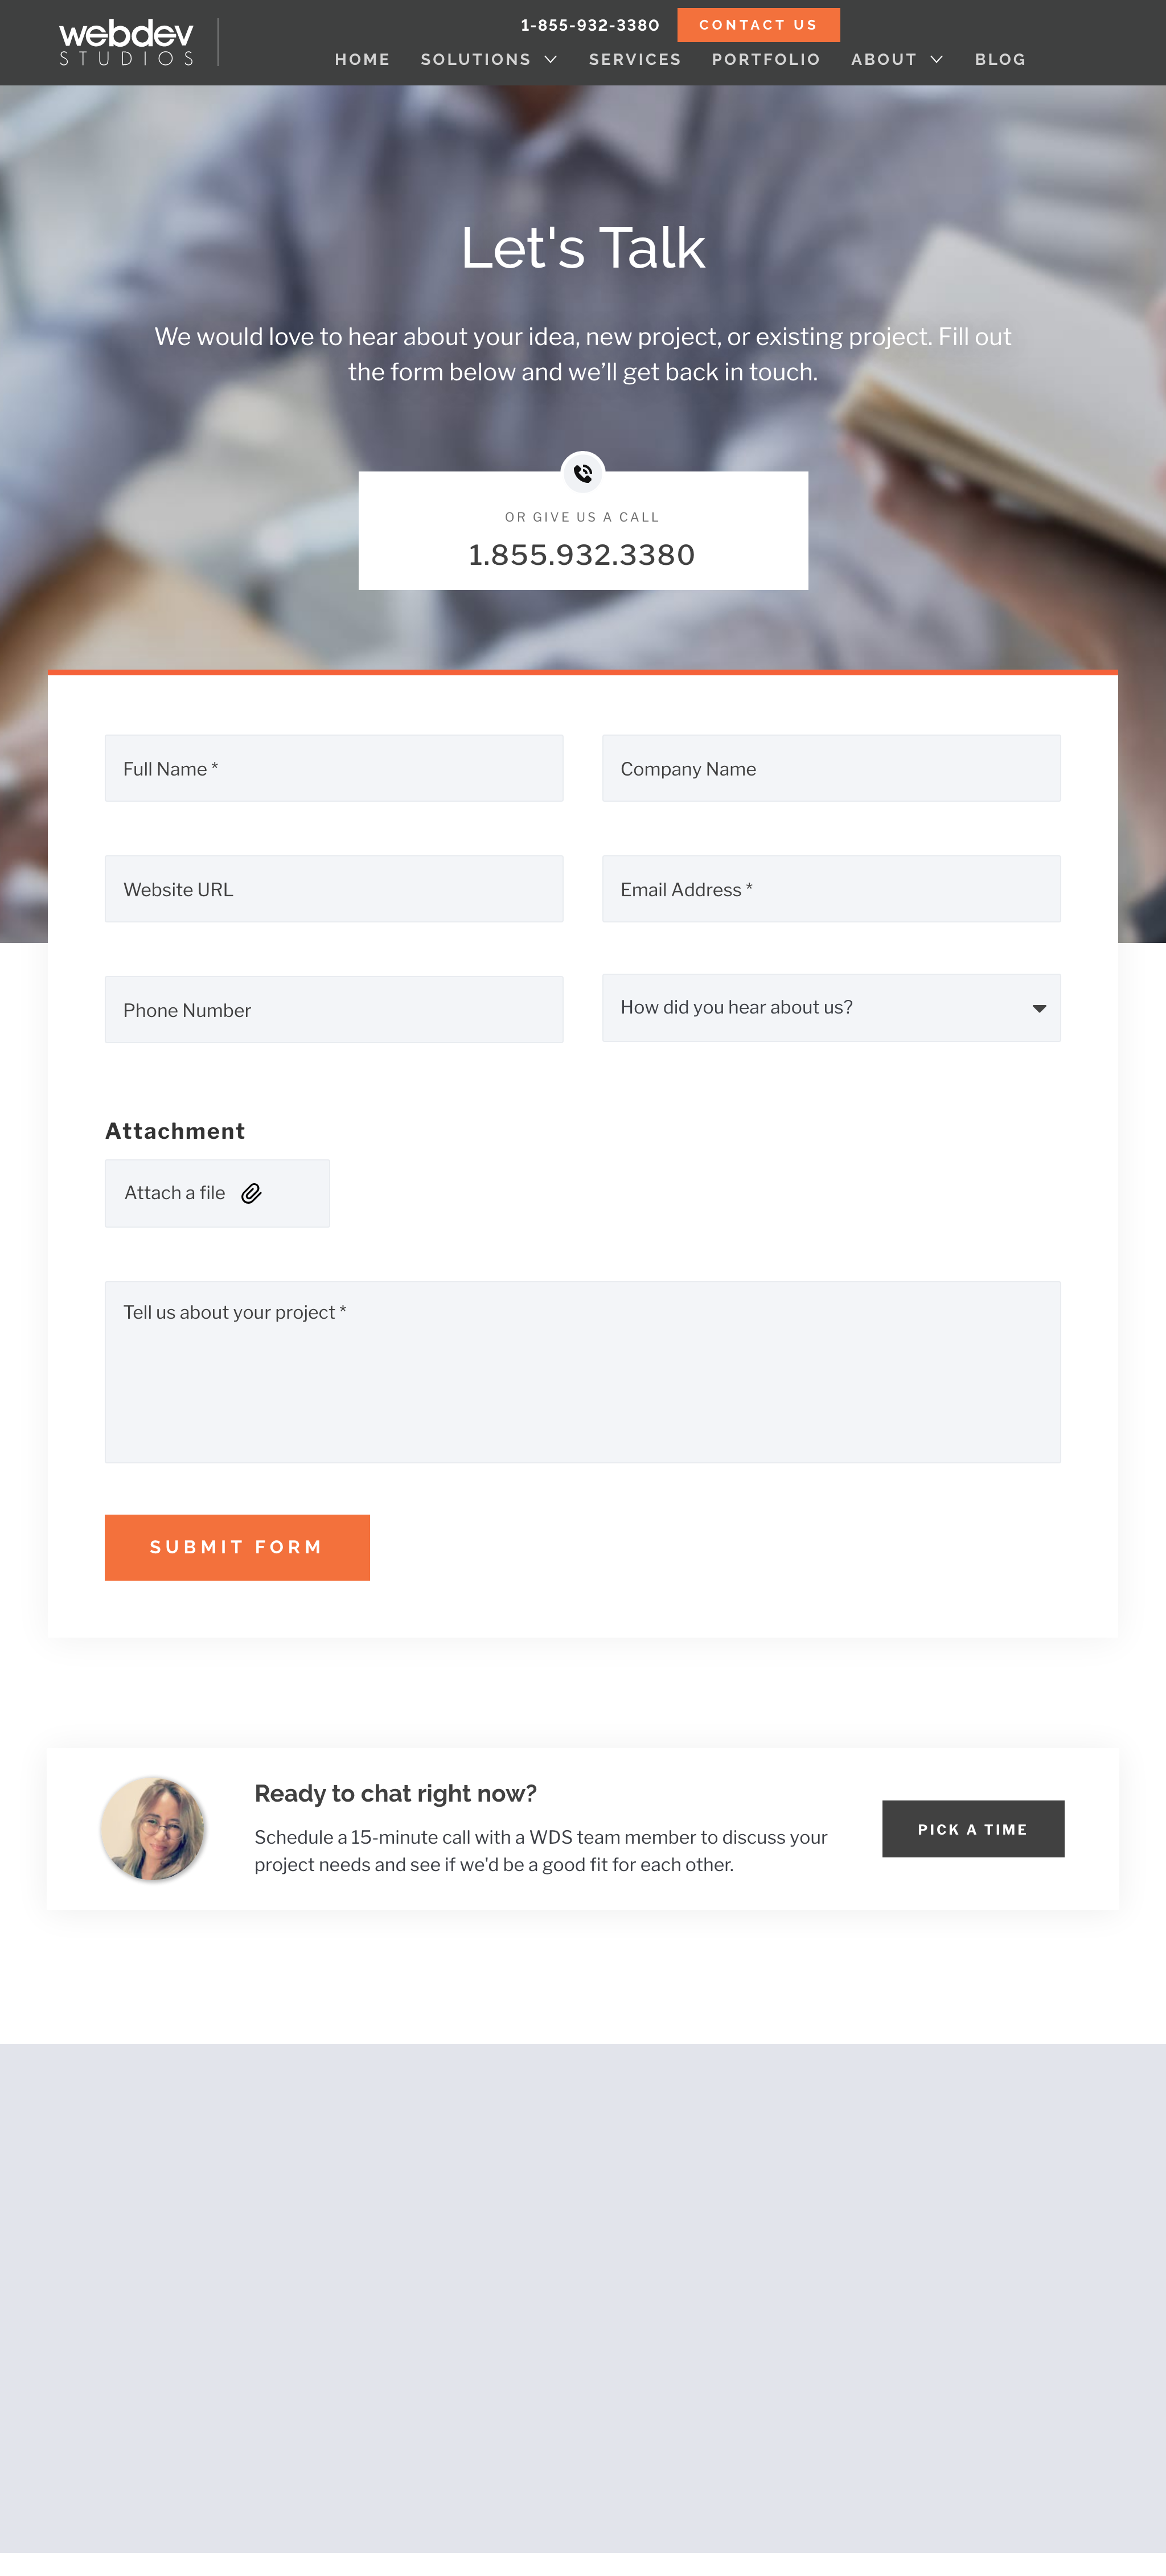 webdev
STUDIOS
1-855-932-3380
CONTACT US
HOME SOLUTIONS SERVICES PORTFOLIO ABOUT BLOG
Let's Talk
We would love to hear about your idea, new project, or existing project. Fill out
the form below and we’ll get back in touch.
OR GIVE US A CALL
1.855.932.3380
Full Name *
Company Name
Website URL
Email Address *
Phone Number
How did you hear about us?
Attachment
Attach a file
Tell us about your project *
SUBMIT FORM
Ready to chat right now?
Schedule a 15-minute call with a WDS team member to discuss your
project needs and see if we'd be a good fit for each other.
PICK A TIME